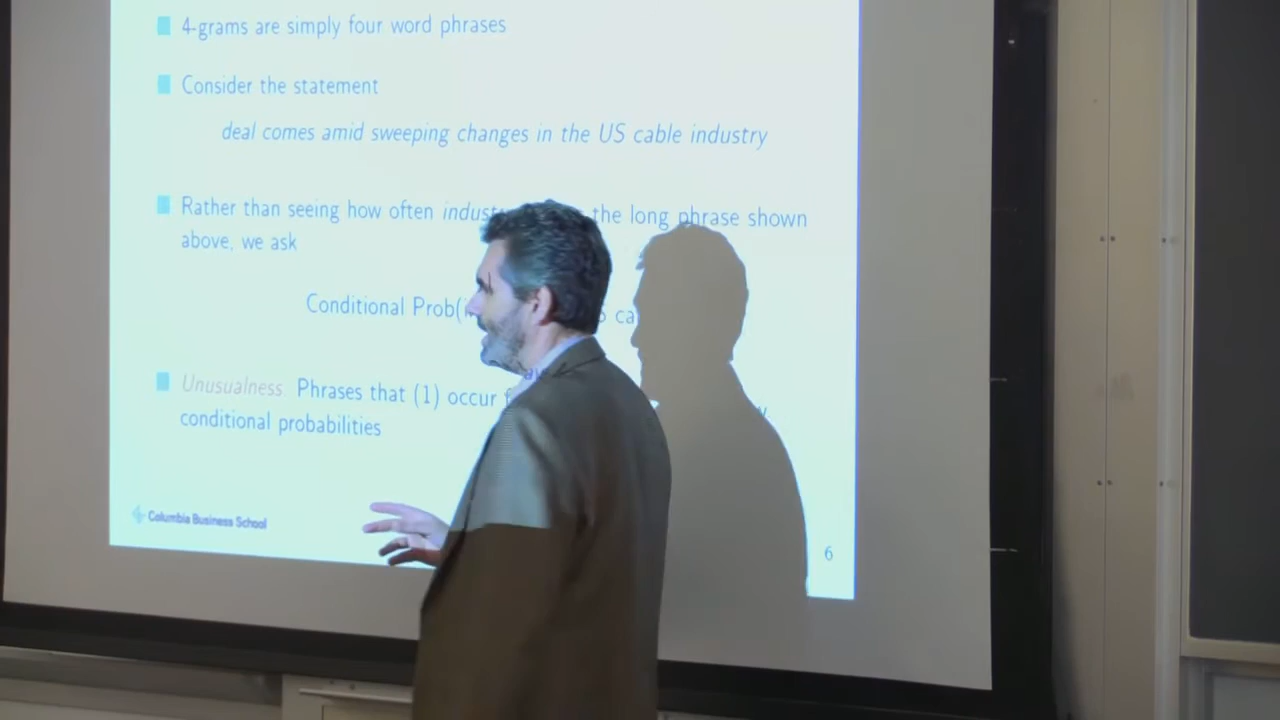 4-grams are simply four word phrases
Consider the statement
deal comes amid sweeping changes in the US cable industry
Rather than seeing how often the long phrase shown
above, we ask
Conditional Prob(
Unusualness. Phrases that (1) occur
conditional probabilities
Columbia Business School
6